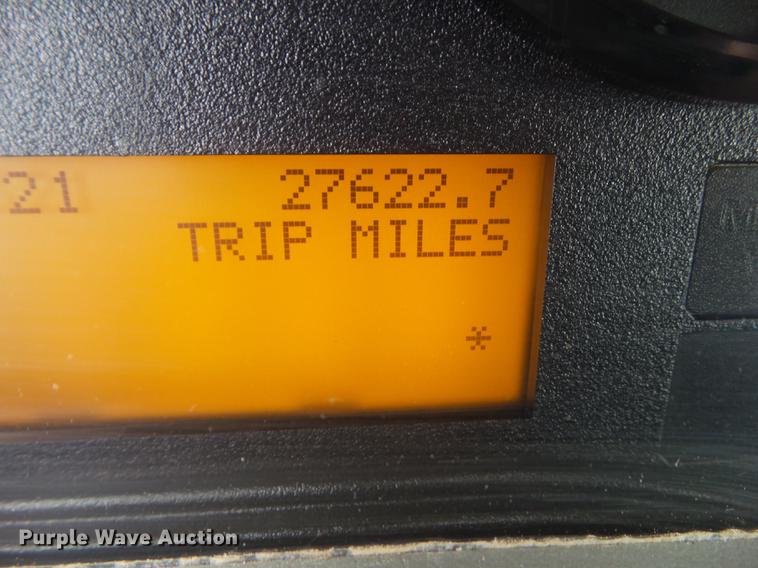 21 27622.7
TRIP MILES
*
Purple Wave Auction